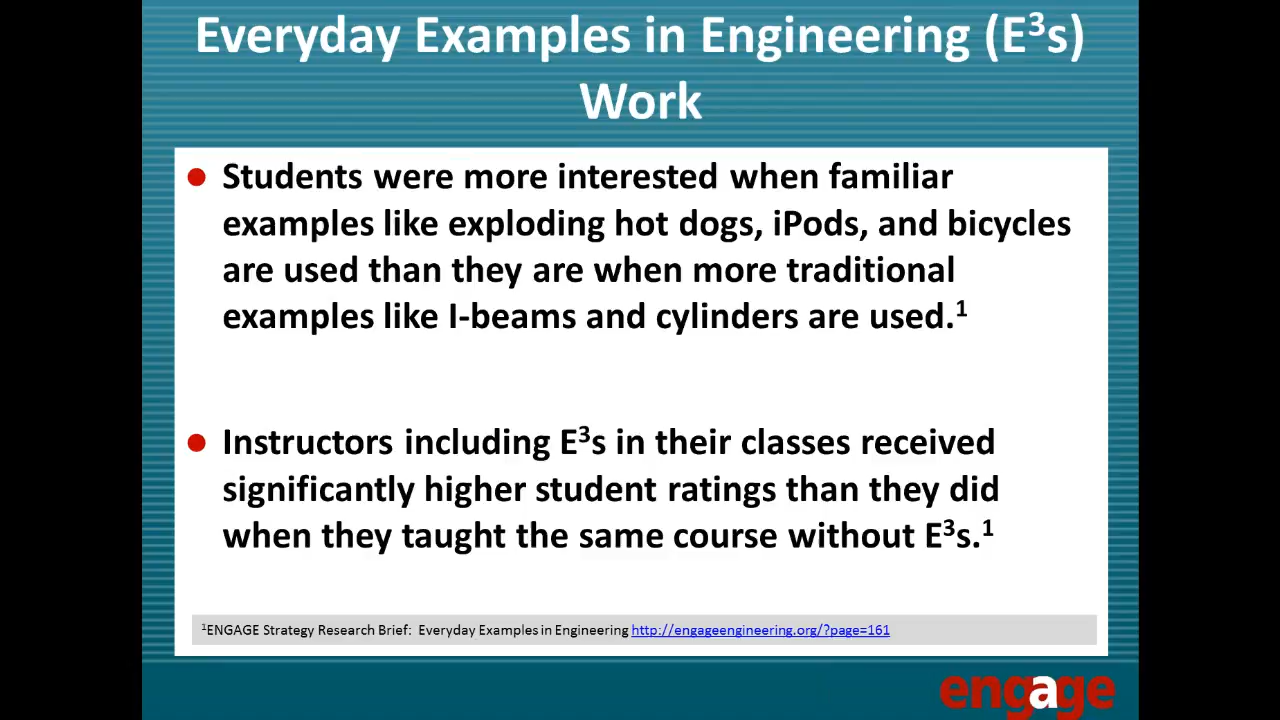 Everyday Examples in Engineering (E³s)
Work
● Students were more interested when familiar
examples like exploding hot dogs, iPods, and bicycles
are used than they are when more traditional
examples like I-beams and cylinders are used.¹
● Instructors including E³s in their classes received
significantly higher student ratings than they did
when they taught the same course without E³s.¹
¹ENGAGE Strategy Research Brief: Everyday Examples in Engineering http://engageengineering.org/?page=161
engage